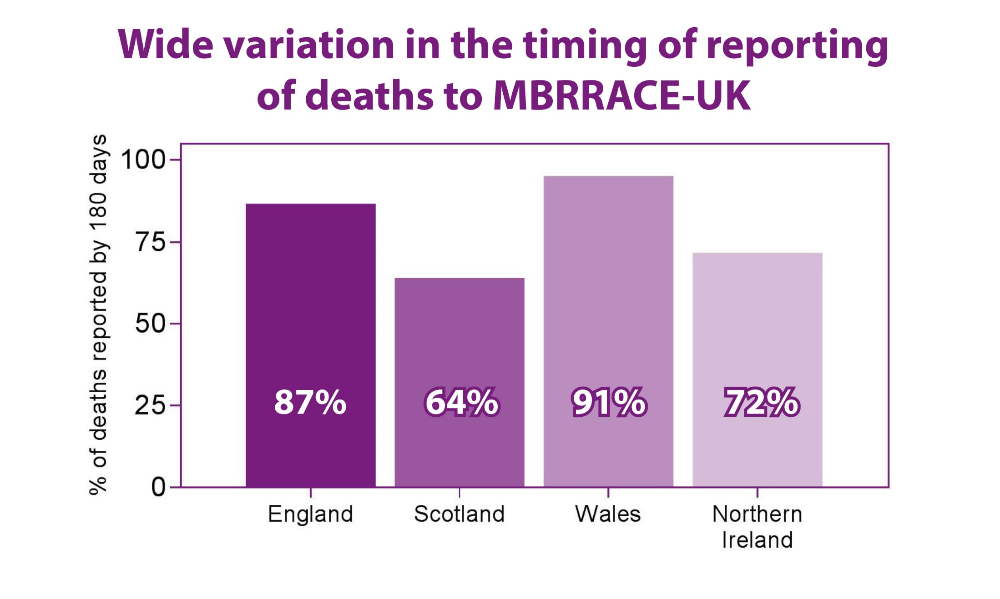 Wide variation in the timing of reporting
of deaths to MBRRACE-UK
% of deaths reported by 180 days
100
75
50
25
0
87%
64%
91%
72%
England
Scotland
Wales
Northern
Ireland